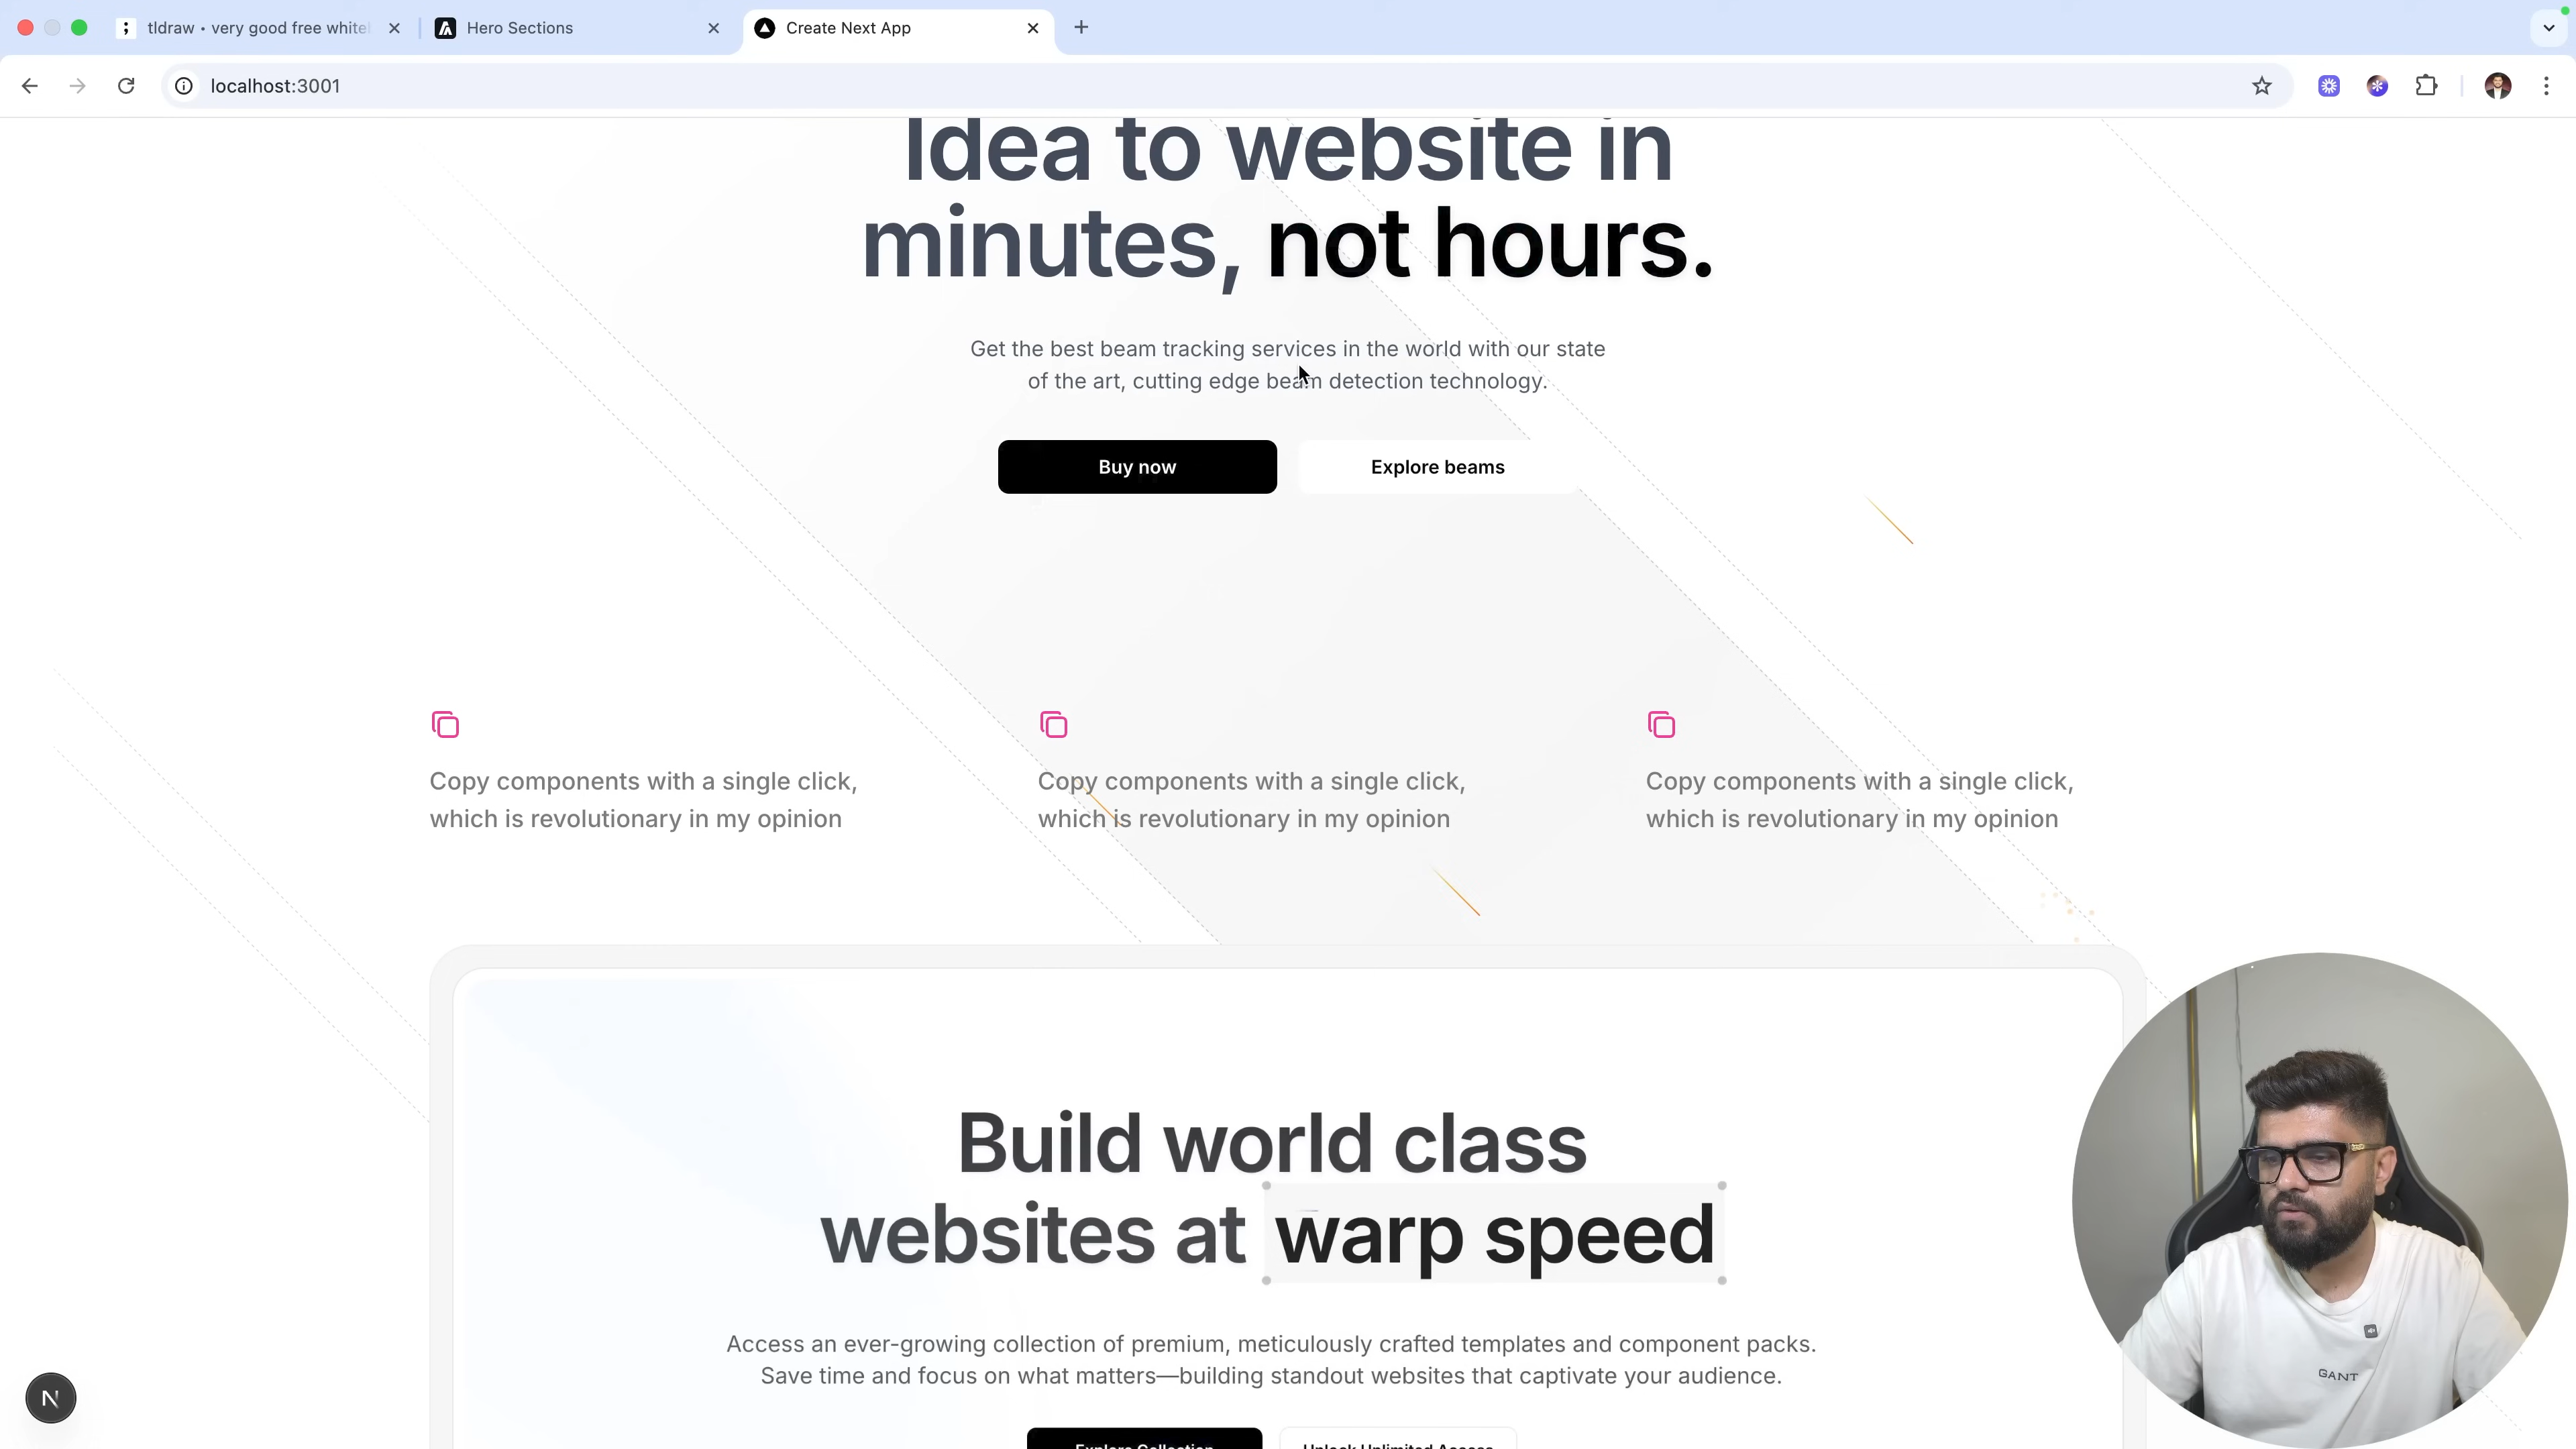 tldraw • very good free white
Hero Sections
Create Next App
localhost:3001
Idea to website in
minutes, not hours.
Get the best beam tracking services in the world with our state
of the art, cutting edge beam detection technology.
Buy now
Explore beams
Copy components with a single click,
which is revolutionary in my opinion
Copy components with a single click,
which is revolutionary in my opinion
Copy components with a single click,
which is revolutionary in my opinion
Build world class
websites at warp speed
Access an ever-growing collection of premium, meticulously crafted templates and component packs.
Save time and focus on what matters—building standout websites that captivate your audience.
Explore Collection
Unlock Unlimited Access
N
GANT